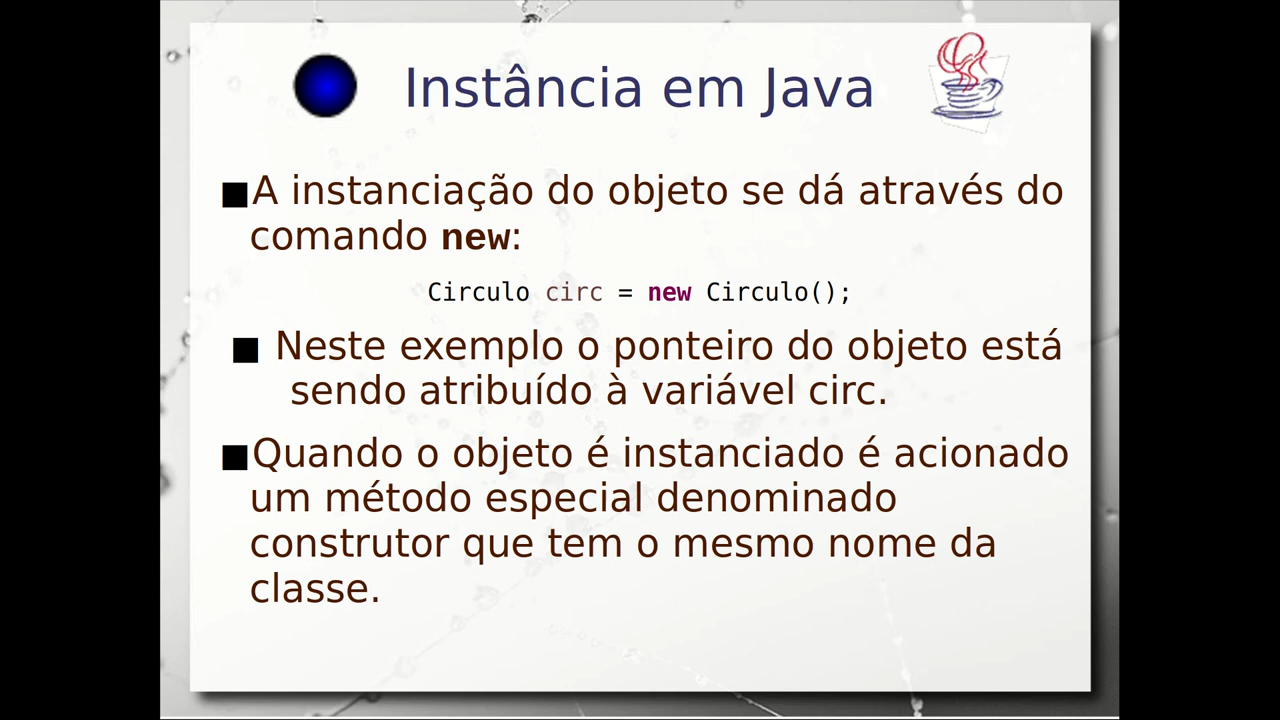 Instância em Java
■A instanciação do objeto se dá através do
comando new:
Circulo circ = new Circulo();
■ Neste exemplo o ponteiro do objeto está
sendo atribuído à variável circ.
■Quando o objeto é instanciado é acionado
um método especial denominado
construtor que tem o mesmo nome da
classe.